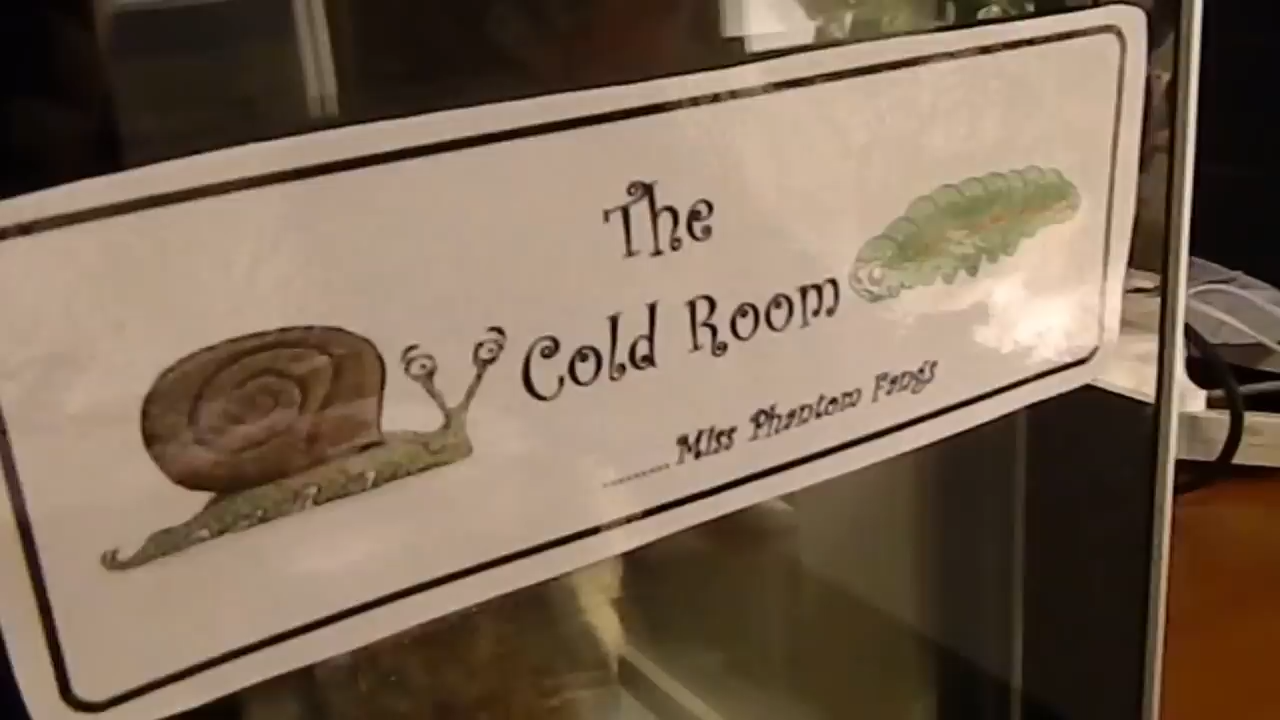 The
Cold Room
......... Miss Phantom Fangs